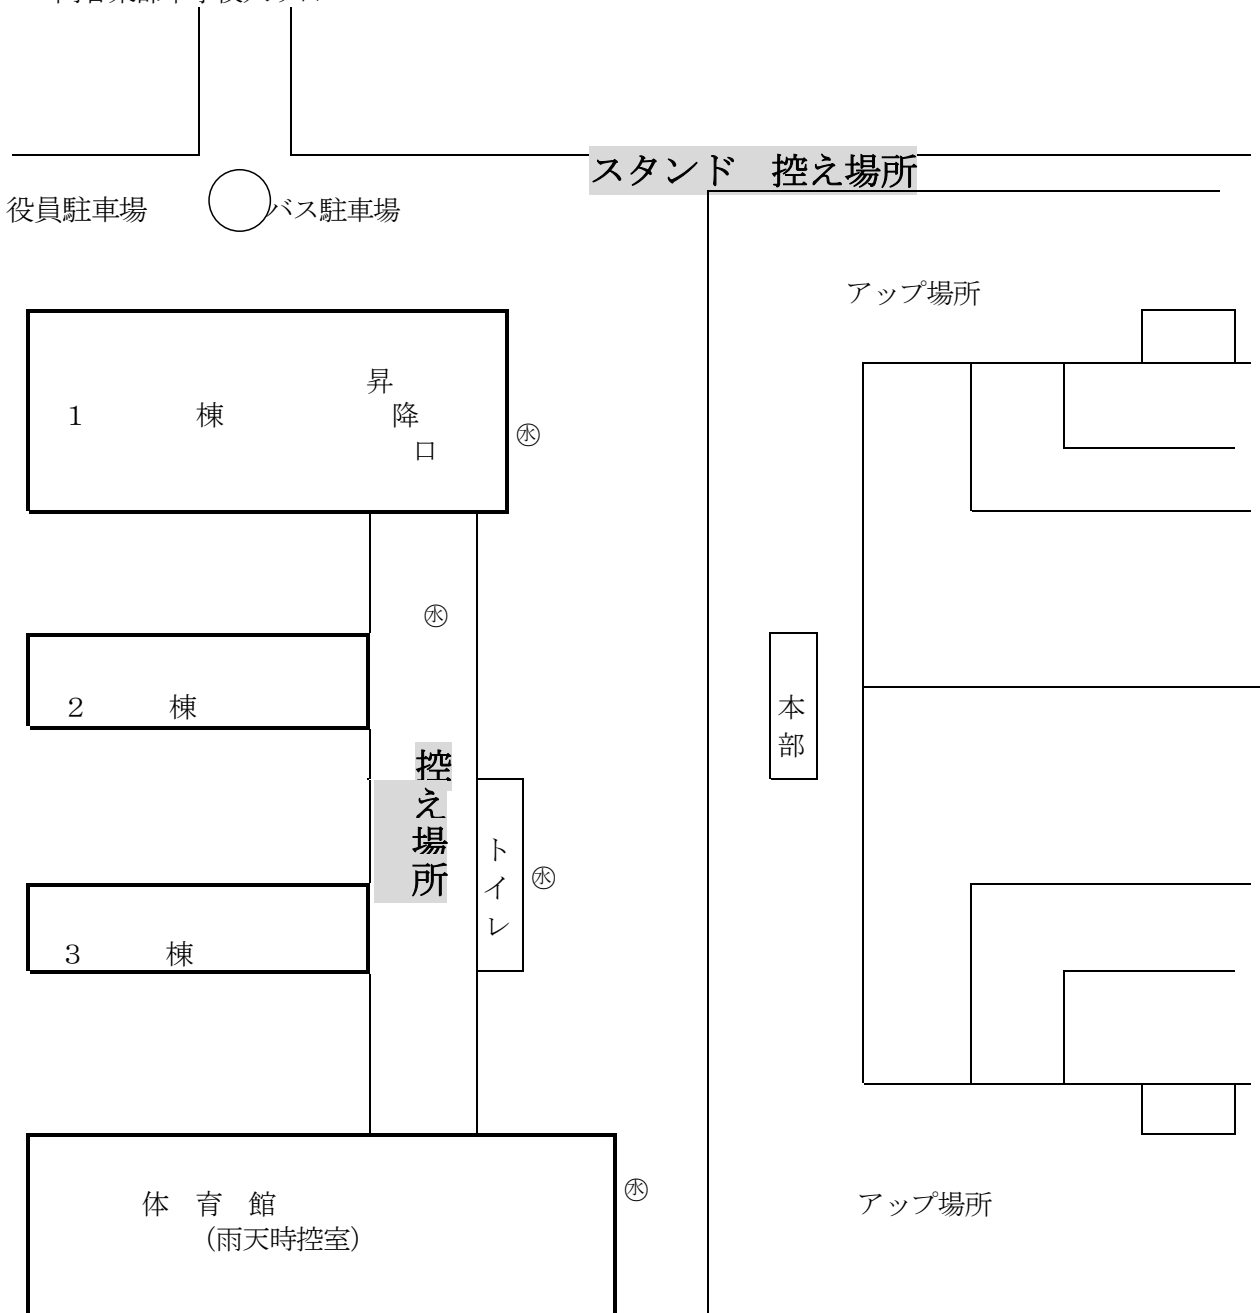 スタンド　控え場所
役員駐車場
バス駐車場
アップ場所
昇降口
１　棟
㊌
㊌
２　棟
本部
控え場所
トイレ
㊌
３　棟
㊌
体　育　館
（雨天時控室）
アップ場所